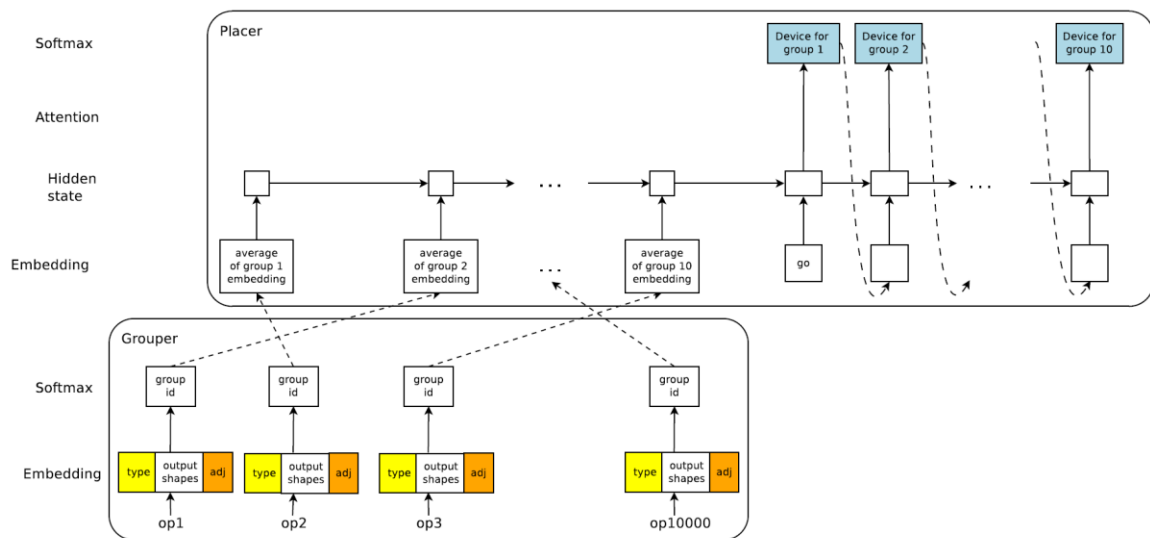 Placer
Softmax
Device for
group 1
Device for
group 2
Device for
group 10
Attention
Hidden
state
...
...
Embedding
average
of group 1
embedding
average
of group 2
embedding
...
average
of group 10
embedding
go
Grouper
Softmax
group
id
group
id
group
id
group
id
Embedding
type
output
shapes
adj
type
output
shapes
adj
type
output
shapes
adj
type
output
shapes
adj
op1
op2
op3
op10000